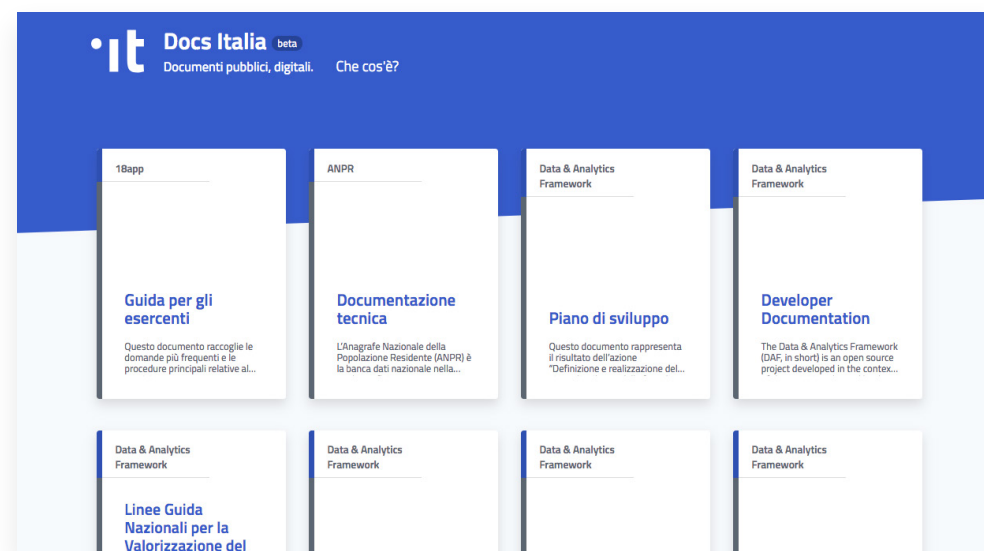 Docs Italia beta
Documenti pubblici, digitali. Che cos'è?
18app
Guida per gli
esercenti
Questo documento raccoglie le
domande più frequenti e le
procedure principali relative al...
ANPR
Documentazione
tecnica
L'Anagrafe Nazionale della
Popolazione Residente (ANPR) è
la banca dati nazionale nella...
Data & Analytics
Framework
Piano di sviluppo
Questo documento rappresenta
il risultato dell'azione
"Definizione e realizzazione del...
Data & Analytics
Framework
Developer
Documentation
The Data & Analytics Framework
(DAF, in short) is an open source
project developed in the contex...
Data & Analytics
Framework
Linee Guida
Nazionali per la
Valorizzazione del
Data & Analytics
Framework
Data & Analytics
Framework
Data & Analytics
Framework